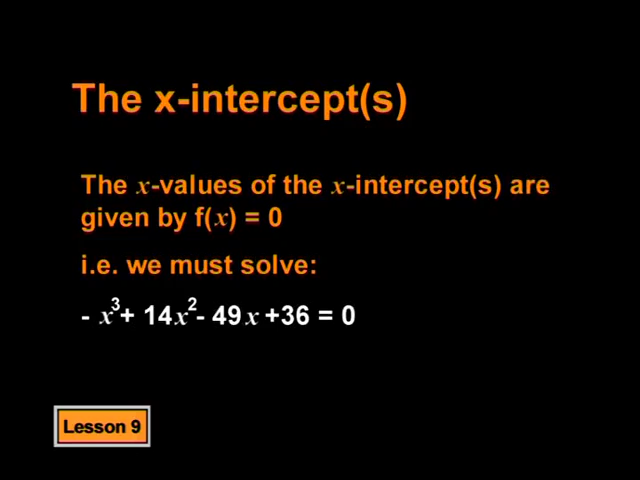 The x-intercept(s)
The x-values of the x-intercept(s) are
given by f(x) = 0
i.e. we must solve:
- x³+ 14x²- 49x +36 = 0
Lesson 9